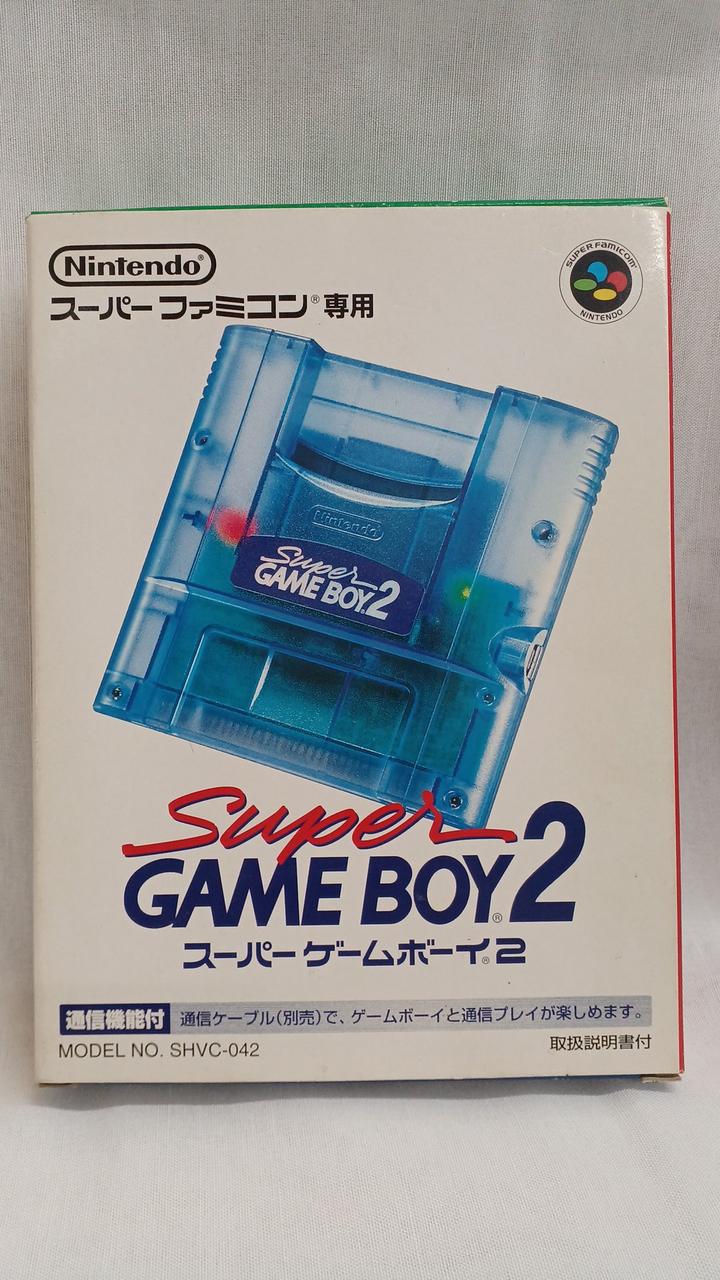 Nintendo®
スーパーファミコン®専用
SUPER FAMICOM
NINTENDO
Nintendo
Super
GAME BOY 2
Super
GAME BOY®2
スーパーゲームボーイ®2
通信機能付 通信ケーブル(別売)で、ゲームボーイと通信プレイが楽しめます。
MODEL NO. SHVC-042
取扱説明書付